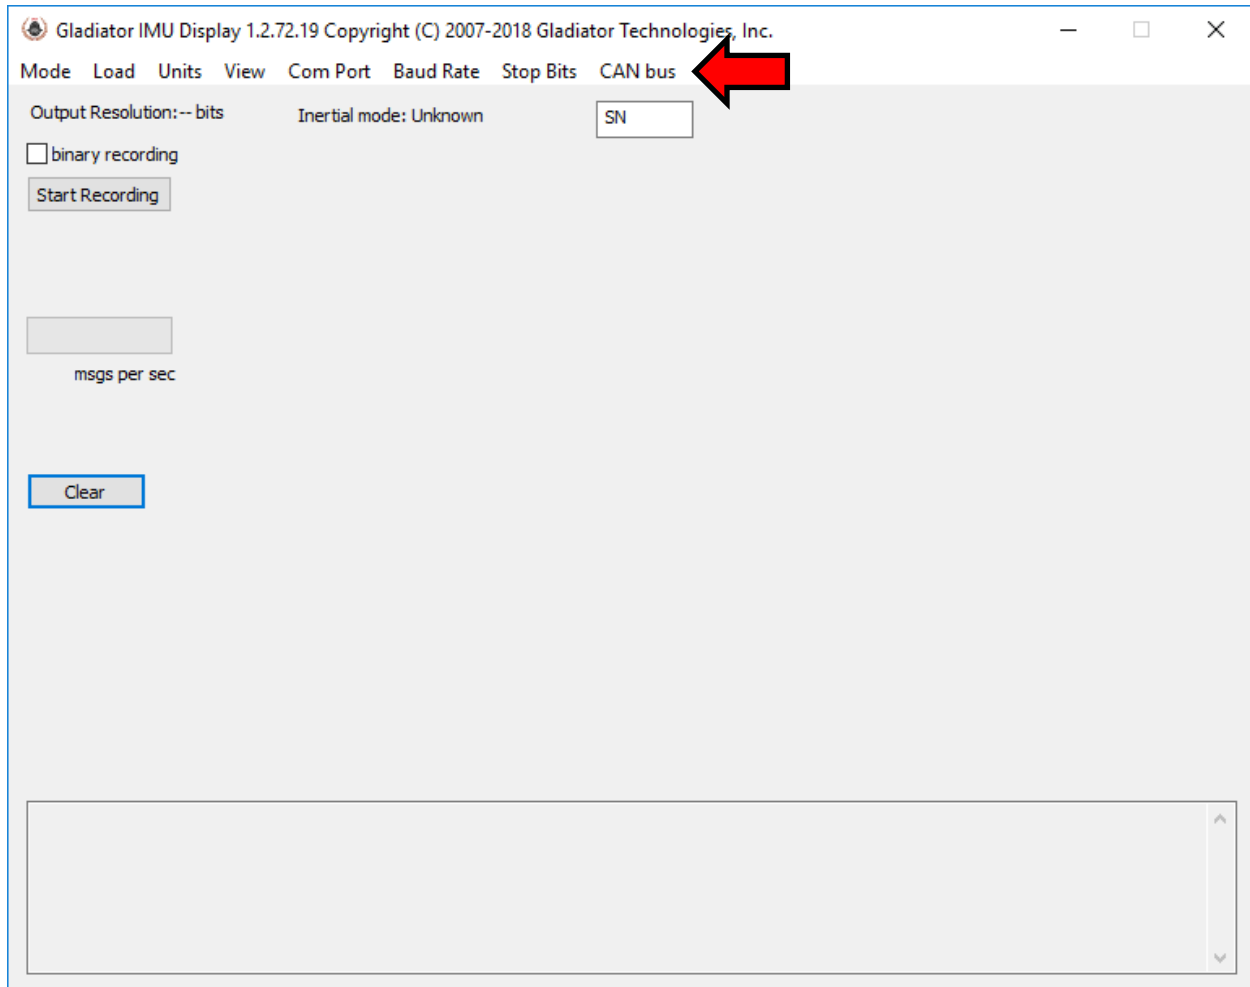 Gladiator IMU Display 1.2.72.19 Copyright (C) 2007-2018 Gladiator Technologies, Inc.
Mode Load Units View Com Port Baud Rate Stop Bits CAN bus
Output Resolution:-- bits Inertial mode: Unknown SN
binary recording
Start Recording
msgs per sec
Clear